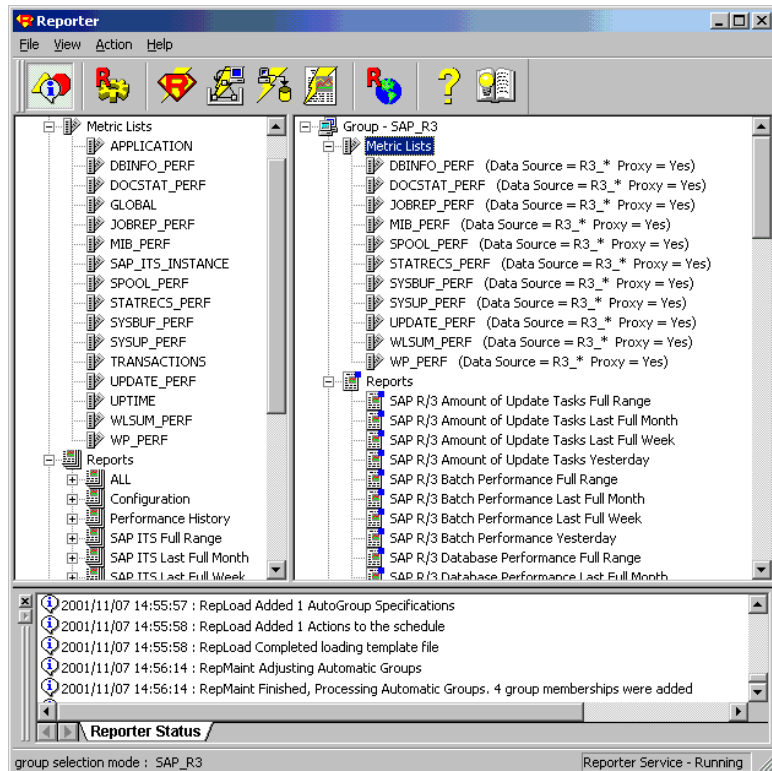 Reporter
File View Action Help
Metric Lists
APPLICATION
DBINFO_PERF
DOCSTAT_PERF
GLOBAL
JOBREP_PERF
MIB_PERF
SAP_ITS_INSTANCE
SPOOL_PERF
STATRECS_PERF
SYSBUF_PERF
SYSUP_PERF
TRANSACTIONS
UPDATE_PERF
UPTIME
WLSUM_PERF
WP_PERF
Reports
ALL
Configuration
Performance History
SAP ITS Full Range
SAP ITS Last Full Month
SAP ITS Last Full Week
Group - SAP_R3
Metric Lists
DBINFO_PERF (Data Source = R3_* Proxy = Yes)
DOCSTAT_PERF (Data Source = R3_* Proxy = Yes)
JOBREP_PERF (Data Source = R3_* Proxy = Yes)
MIB_PERF (Data Source = R3_* Proxy = Yes)
SPOOL_PERF (Data Source = R3_* Proxy = Yes)
STATRECS_PERF (Data Source = R3_* Proxy = Yes)
SYSBUF_PERF (Data Source = R3_* Proxy = Yes)
SYSUP_PERF (Data Source = R3_* Proxy = Yes)
UPDATE_PERF (Data Source = R3_* Proxy = Yes)
WLSUM_PERF (Data Source = R3_* Proxy = Yes)
WP_PERF (Data Source = R3_* Proxy = Yes)
Reports
SAP R/3 Amount of Update Tasks Full Range
SAP R/3 Amount of Update Tasks Last Full Month
SAP R/3 Amount of Update Tasks Last Full Week
SAP R/3 Amount of Update Tasks Yesterday
SAP R/3 Batch Performance Full Range
SAP R/3 Batch Performance Last Full Month
SAP R/3 Batch Performance Last Full Week
SAP R/3 Batch Performance Yesterday
SAP R/3 Database Performance Full Range
SAP R/3 Database Performance Last Full Month
2001/11/07 14:55:57 : RepLoad Added 1 AutoGroup Specifications
2001/11/07 14:55:58 : RepLoad Added 1 Actions to the schedule
2001/11/07 14:55:58 : RepLoad Completed loading template file
2001/11/07 14:56:14 : RepMaint Adjusting Automatic Groups
2001/11/07 14:56:14 : RepMaint Finished, Processing Automatic Groups. 4 group memberships were added
Reporter Status
group selection mode : SAP_R3
Reporter Service - Running